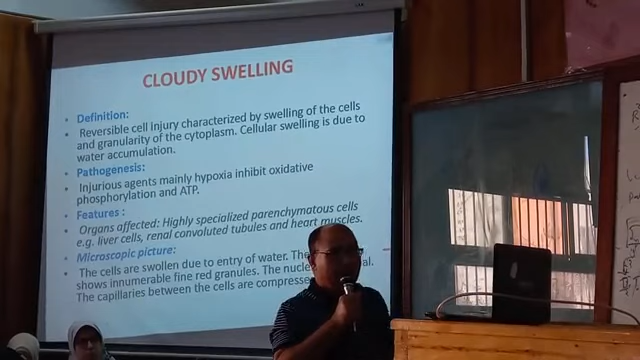 CLOUDY SWELLING
Definition:
Reversible cell injury characterized by swelling of the cells
and granularity of the cytoplasm. Cellular swelling is due to
water accumulation.
Pathogenesis:
Injurious agents mainly hypoxia inhibit oxidative
phosphorylation and ATP.
Features :
Organs affected: Highly specialized parenchymatous cells
e.g. liver cells, renal convoluted tubules and heart muscles.
Microscopic picture:
The cells are swollen due to entry of water. The
shows innumerable fine red granules. The
The capillaries between the cells are